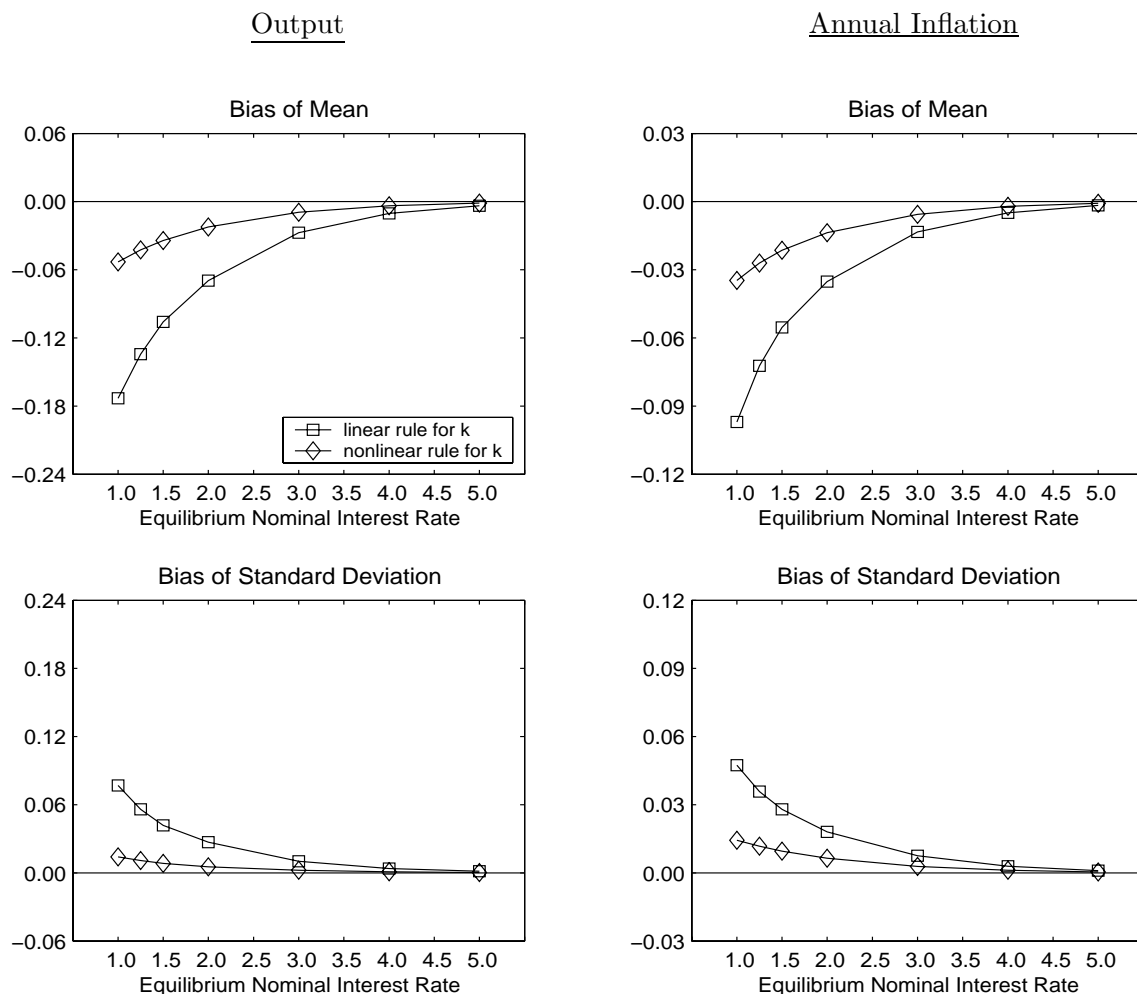 Output
Annual Inflation
Bias of Mean
0.06
0.00
−0.06
−0.12
−0.18
−0.24
linear rule for k
nonlinear rule for k
1.0 1.5 2.0 2.5 3.0 3.5 4.0 4.5 5.0
Equilibrium Nominal Interest Rate
Bias of Mean
0.03
0.00
−0.03
−0.06
−0.09
−0.12
1.0 1.5 2.0 2.5 3.0 3.5 4.0 4.5 5.0
Equilibrium Nominal Interest Rate
Bias of Standard Deviation
0.24
0.18
0.12
0.06
0.00
−0.06
1.0 1.5 2.0 2.5 3.0 3.5 4.0 4.5 5.0
Equilibrium Nominal Interest Rate
Bias of Standard Deviation
0.12
0.09
0.06
0.03
0.00
−0.03
1.0 1.5 2.0 2.5 3.0 3.5 4.0 4.5 5.0
Equilibrium Nominal Interest Rate